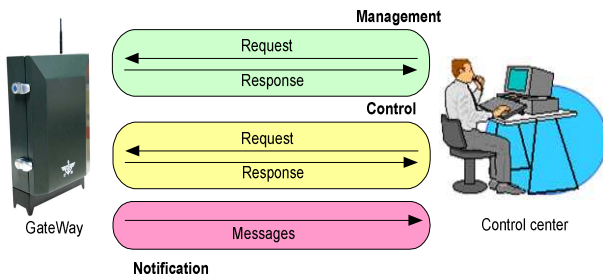 Management
Request
Response
Control
Request
Response
GateWay
Messages
Control center
Notification